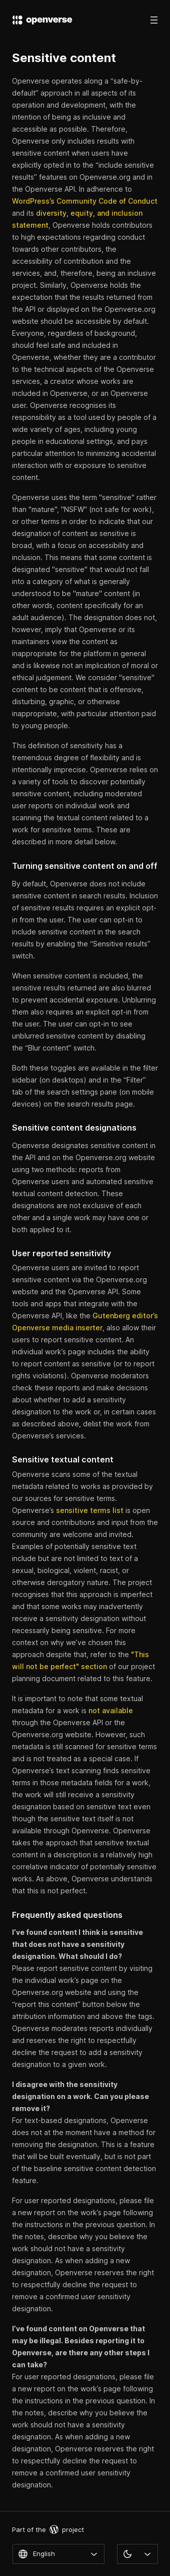 openverse
Sensitive content
Openverse operates along a “safe-by-
default” approach in all aspects of its
operation and development, with the
intention of being as inclusive and
accessible as possible. Therefore,
Openverse only includes results with
sensitive content when users have
explicitly opted in to the “include sensitive
results” features on Openverse.org and in
the Openverse API. In adherence to
WordPress’s Community Code of Conduct
and its diversity, equity, and inclusion
statement, Openverse holds contributors
to high expectations regarding conduct
towards other contributors, the
accessibility of contribution and the
services, and, therefore, being an inclusive
project. Similarly, Openverse holds the
expectation that the results returned from
the API or displayed on the Openverse.org
website should be accessible by default.
Everyone, regardless of background,
should feel safe and included in
Openverse, whether they are a contributor
to the technical aspects of the Openverse
services, a creator whose works are
included in Openverse, or an Openverse
user. Openverse recognises its
responsibility as a tool used by people of a
wide variety of ages, including young
people in educational settings, and pays
particular attention to minimizing accidental
interaction with or exposure to sensitive
content.
Openverse uses the term "sensitive" rather
than "mature", "NSFW" (not safe for work),
or other terms in order to indicate that our
designation of content as sensitive is
broad, with a focus on accessibility and
inclusion. This means that some content is
designated "sensitive" that would not fall
into a category of what is generally
understood to be "mature" content (in
other words, content specifically for an
adult audience). The designation does not,
however, imply that Openverse or its
maintainers view the content as
inappropriate for the platform in general
and is likewise not an implication of moral or
ethical judgement. We consider "sensitive"
content to be content that is offensive,
disturbing, graphic, or otherwise
inappropriate, with particular attention paid
to young people.
This definition of sensitivity has a
tremendous degree of flexibility and is
intentionally imprecise. Openverse relies on
a variety of tools to discover potentially
sensitive content, including moderated
user reports on individual work and
scanning the textual content related to a
work for sensitive terms. These are
described in more detail below.
Turning sensitive content on and off
By default, Openverse does not include
sensitive content in search results. Inclusion
of sensitive results requires an explicit opt-
in from the user. The user can opt-in to
include sensitive content in the search
results by enabling the “Sensitive results”
switch.
When sensitive content is included, the
sensitive results returned are also blurred
to prevent accidental exposure. Unblurring
them also requires an explicit opt-in from
the user. The user can opt-in to see
unblurred sensitive content by disabling
the “Blur content” switch.
Both these toggles are available in the filter
sidebar (on desktops) and in the “Filter”
tab of the search settings pane (on mobile
devices) on the search results page.
Sensitive content designations
Openverse designates sensitive content in
the API and on the Openverse.org website
using two methods: reports from
Openverse users and automated sensitive
textual content detection. These
designations are not exclusive of each
other and a single work may have one or
both applied to it.
User reported sensitivity
Openverse users are invited to report
sensitive content via the Openverse.org
website and the Openverse API. Some
tools and apps that integrate with the
Openverse API, like the Gutenberg editor’s
Openverse media inserter, also allow their
users to report sensitive content. An
individual work’s page includes the ability
to report content as sensitive (or to report
rights violations). Openverse moderators
check these reports and make decisions
about whether to add a sensitivity
designation to the work or, in certain cases
as described above, delist the work from
Openverse’s services.
Sensitive textual content
Openverse scans some of the textual
metadata related to works as provided by
our sources for sensitive terms.
Openverse’s sensitive terms list is open
source and contributions and input from the
community are welcome and invited.
Examples of potentially sensitive text
include but are not limited to text of a
sexual, biological, violent, racist, or
otherwise derogatory nature. The project
recognises that this approach is imperfect
and that some works may inadvertently
receive a sensitivity designation without
necessarily being sensitive. For more
context on why we’ve chosen this
approach despite that, refer to the "This
will not be perfect" section of our project
planning document related to this feature.
It is important to note that some textual
metadata for a work is not available
through the Openverse API or the
Openverse.org website. However, such
metadata is still scanned for sensitive terms
and is not treated as a special case. If
Openverse’s text scanning finds sensitive
terms in those metadata fields for a work,
the work will still receive a sensitivity
designation based on sensitive text even
though the sensitive text itself is not
available through Openverse. Openverse
takes the approach that sensitive textual
content in a description is a relatively high
correlative indicator of potentially sensitive
works. As above, Openverse understands
that this is not perfect.
Frequently asked questions
I’ve found content I think is sensitive
that does not have a sensitivity
designation. What should I do?
Please report sensitive content by visiting
the individual work’s page on the
Openverse.org website and using the
“report this content” button below the
attribution information and above the tags.
Openverse moderates reports individually
and reserves the right to respectfully
decline the request to add a sensitivity
designation to a given work.
I disagree with the sensitivity
designation on a work. Can you please
remove it?
For text-based designations, Openverse
does not at the moment have a method for
removing the designation. This is a feature
that will be built eventually, but is not part
of the baseline sensitive content detection
feature.
For user reported designations, please file
a new report on the work’s page following
the instructions in the previous question. In
the notes, describe why you believe the
work should not have a sensitivity
designation. As when adding a new
designation, Openverse reserves the right
to respectfully decline the request to
remove a confirmed user sensitivity
designation.
I’ve found content on Openverse that
may be illegal. Besides reporting it to
Openverse, are there any other steps I
can take?
For user reported designations, please file
a new report on the work’s page following
the instructions in the previous question. In
the notes, describe why you believe the
work should not have a sensitivity
designation. As when adding a new
designation, Openverse reserves the right
to respectfully decline the request to
remove a confirmed user sensitivity
designation.
Part of the project
English